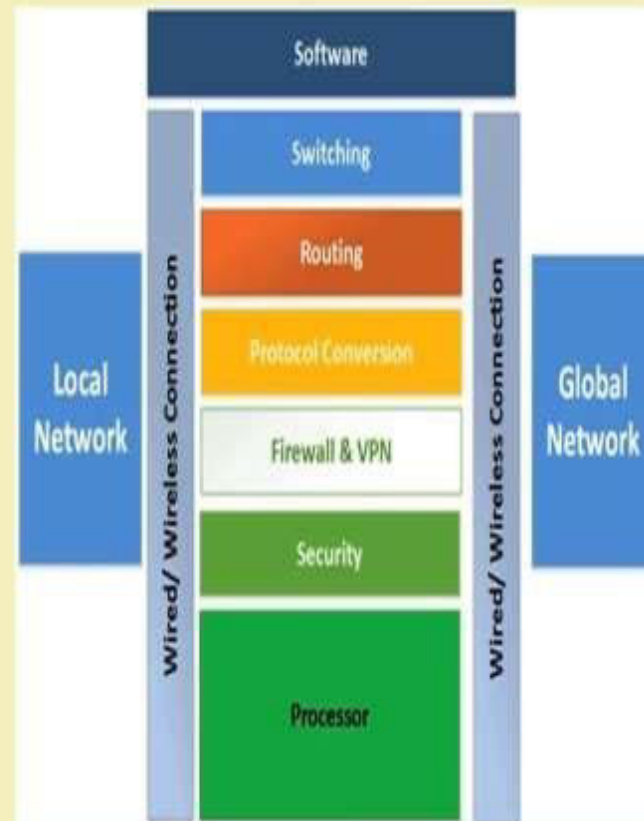 Software
Switching
Routing
Protocol Conversion
Firewall & VPN
Security
Processor
Local
Network
Wired/ Wireless Connection
Wired/ Wireless Connection
Global
Network